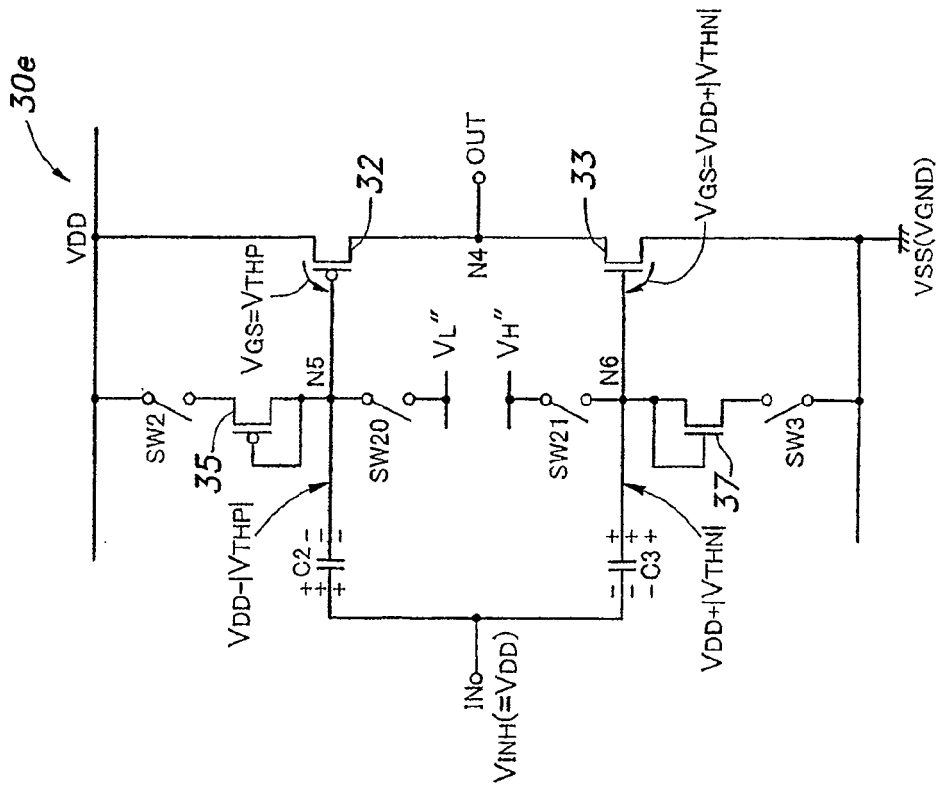 30e
VDD
SW2
35
VGS=VTHP
32
VDD-|VTHP|
N5
C2
- - -
+++
SW20
VL"
N4
OUT
INo
VINH(=VDD)
VH"
SW21
N6
33
+ + +
- - -
C3
VGS=VDD+|VTHN|
VDD+|VTHN|
37
SW3
VSS(VGND)